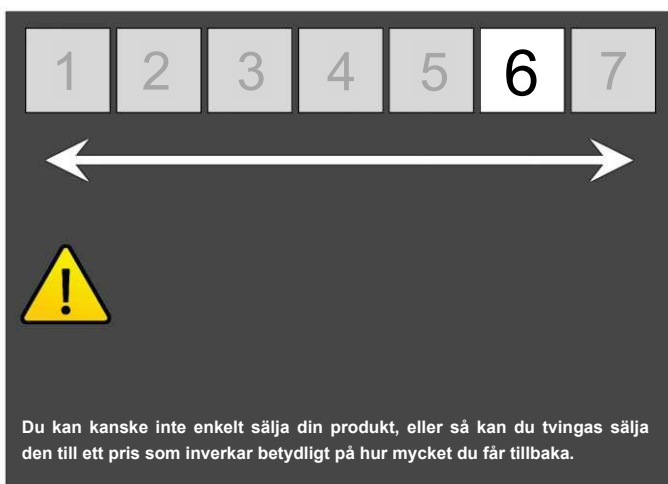 1 2 3 4 5 6 7
!
Du kan kanske inte enkelt sälja din produkt, eller så kan du tvingas sälja
den till ett pris som inverkar betydligt på hur mycket du får tillbaka.